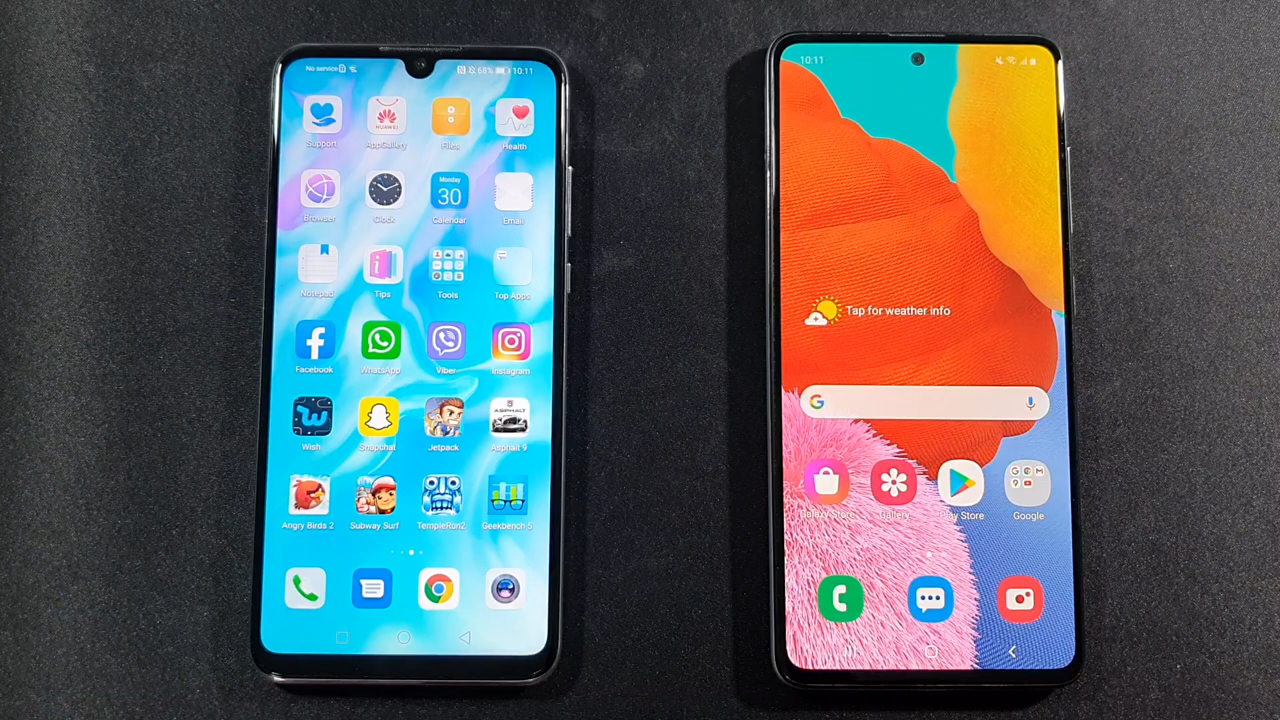 No service
68% 10:11
Support
AppGallery
Files
Health
HUAWEI
Browser
Clock
Calendar
Email
Monday
30
Notepad
Tips
Tools
Top Apps
Facebook
WhatsApp
Viber
Instagram
Wish
Snapchat
Jetpack
Asphalt 9
ASPHALT
Angry Birds 2
Subway Surf
TempleRun2
Geekbench 5
10:11
Tap for weather info
Galaxy Store
Gallery
Play Store
Google